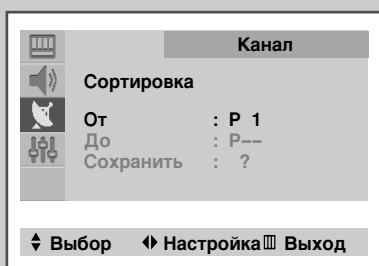 Канал
Сортировка
От : P 1
До : P--
Сохранить : ?
Выбор Настройка Выход